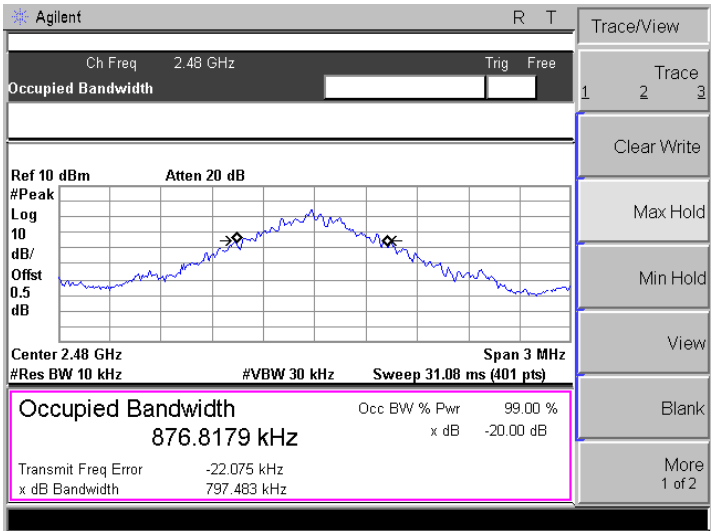 Agilent R T
Ch Freq 2.48 GHz Trig Free
Occupied Bandwidth
Ref 10 dBm Atten 20 dB
#Peak
Log
10
dB/
Offst
0.5
dB
Center 2.48 GHz Span 3 MHz
#Res BW 10 kHz #VBW 30 kHz Sweep 31.08 ms (401 pts)
Occupied Bandwidth Occ BW % Pwr 99.00 %
876.8179 kHz x dB -20.00 dB
Transmit Freq Error -22.075 kHz
x dB Bandwidth 797.483 kHz
Trace/View
Trace
1 2 3
Clear Write
Max Hold
Min Hold
View
Blank
More
1 of 2